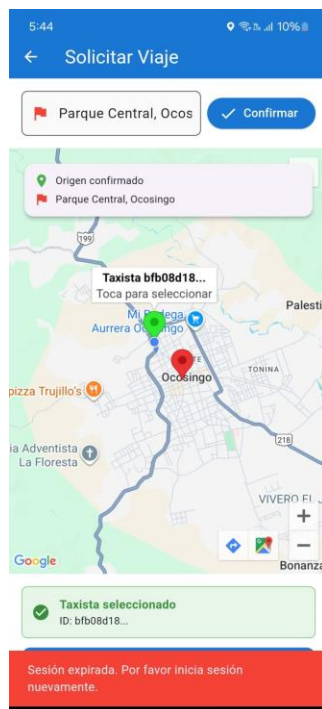 5:44
10%
Solicitar Viaje
Parque Central, Ocos
Confirmar
Origen confirmado
Parque Central, Ocosingo
199
Taxista bfb08d18...
Toca para seleccionar
Mi Bodega
Aurrera Ocosingo
Palesti
Ocosingo
TONINA
pizza Trujillo's
218
ia Adventista
La Floresta
VIVERO EL
+
Google
−
Bonanza
Taxista seleccionado
ID: bfb08d18...
Sesión expirada. Por favor inicia sesión
nuevamente.